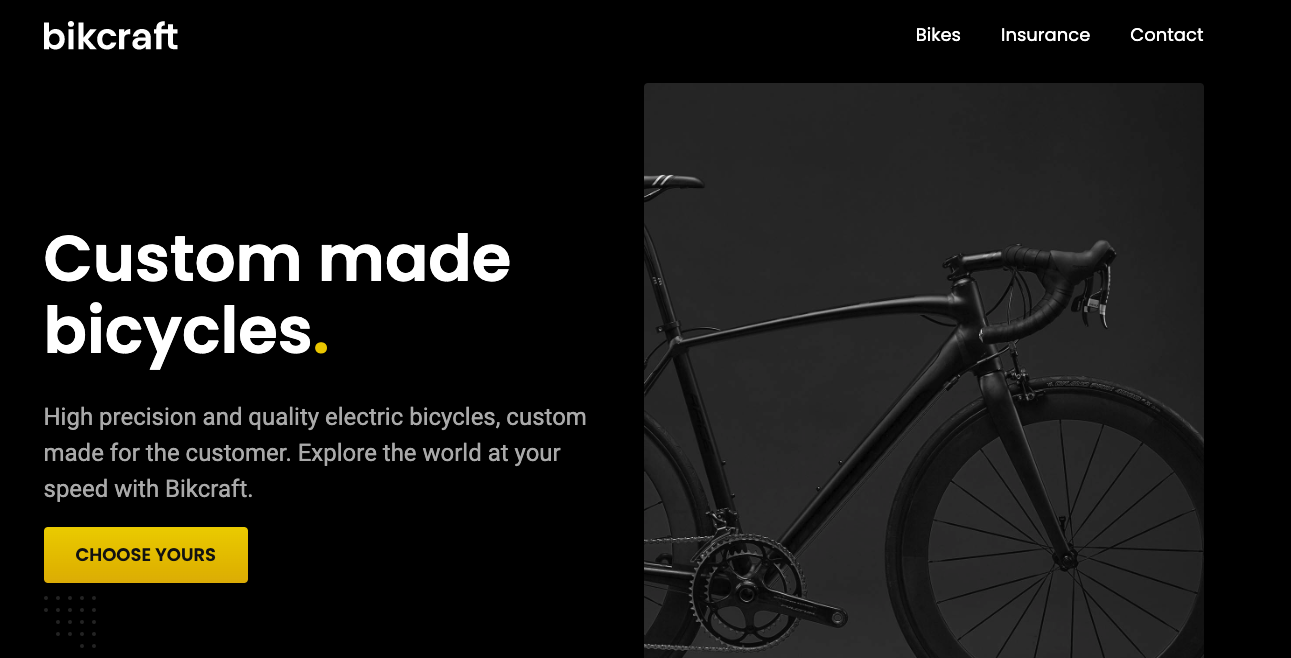 bikcraft
Bikes Insurance Contact
Custom made
bicycles.
High precision and quality electric bicycles, custom
made for the customer. Explore the world at your
speed with Bikcraft.
CHOOSE YOURS